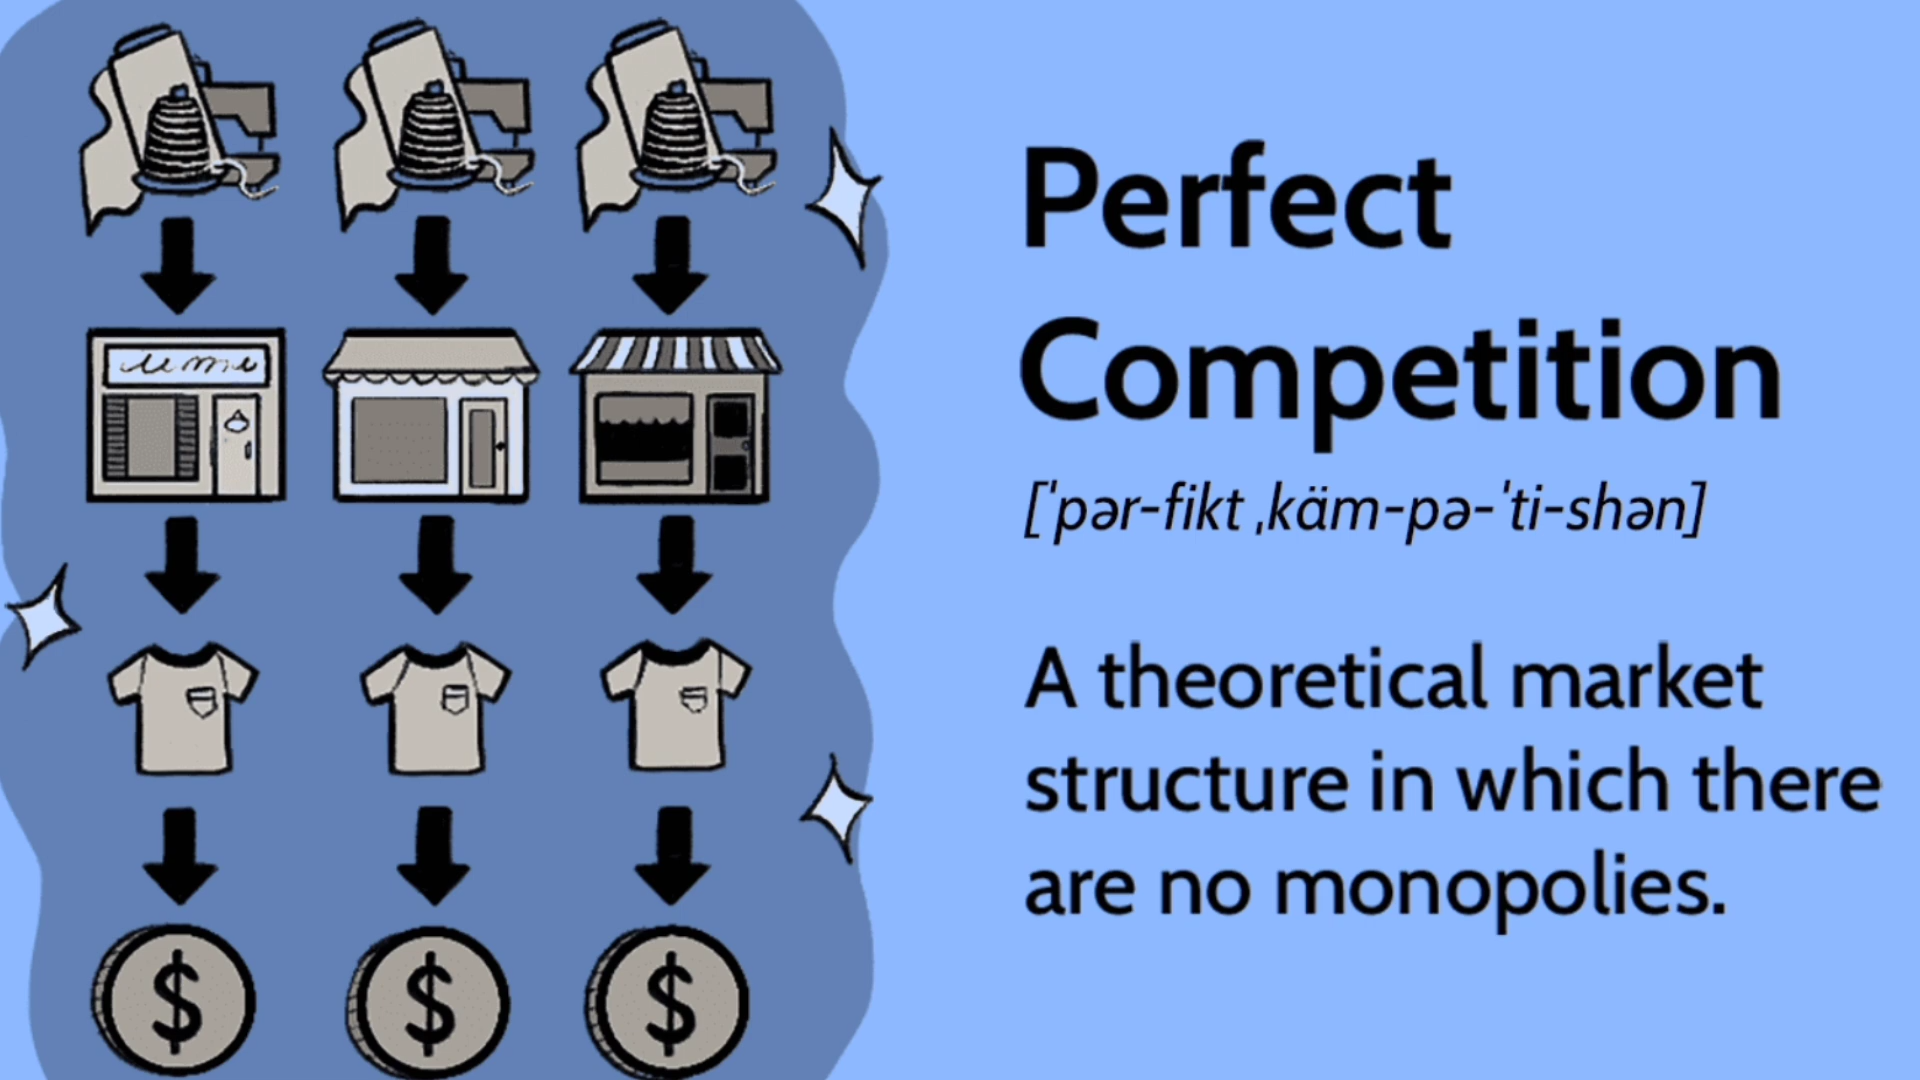 Perfect
Competition
[ˈpər-fikt ˌkäm-pə-ˈti-shən]
A theoretical market
structure in which there
are no monopolies.
$ $ $